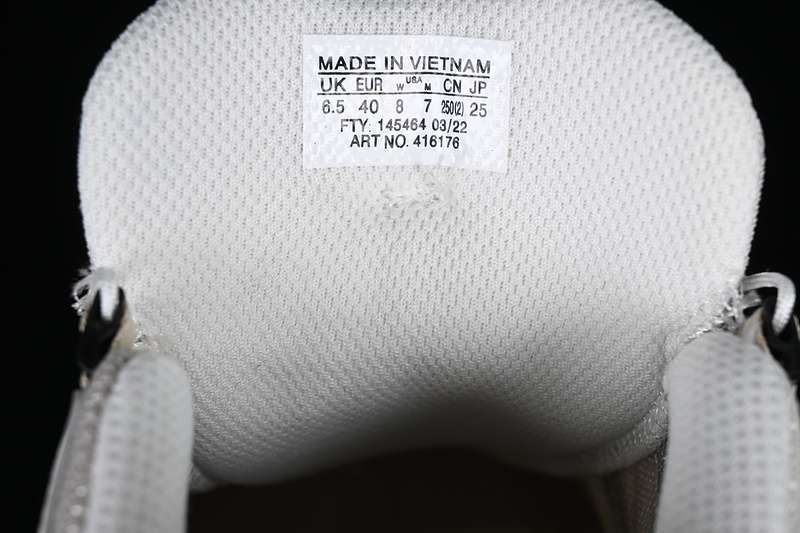 MADE IN VIETNAM
UK EUR W USA M CN JP
6.5 40 8 7 250(2) 25
FTY: 145464 03/22
ART NO. 416176